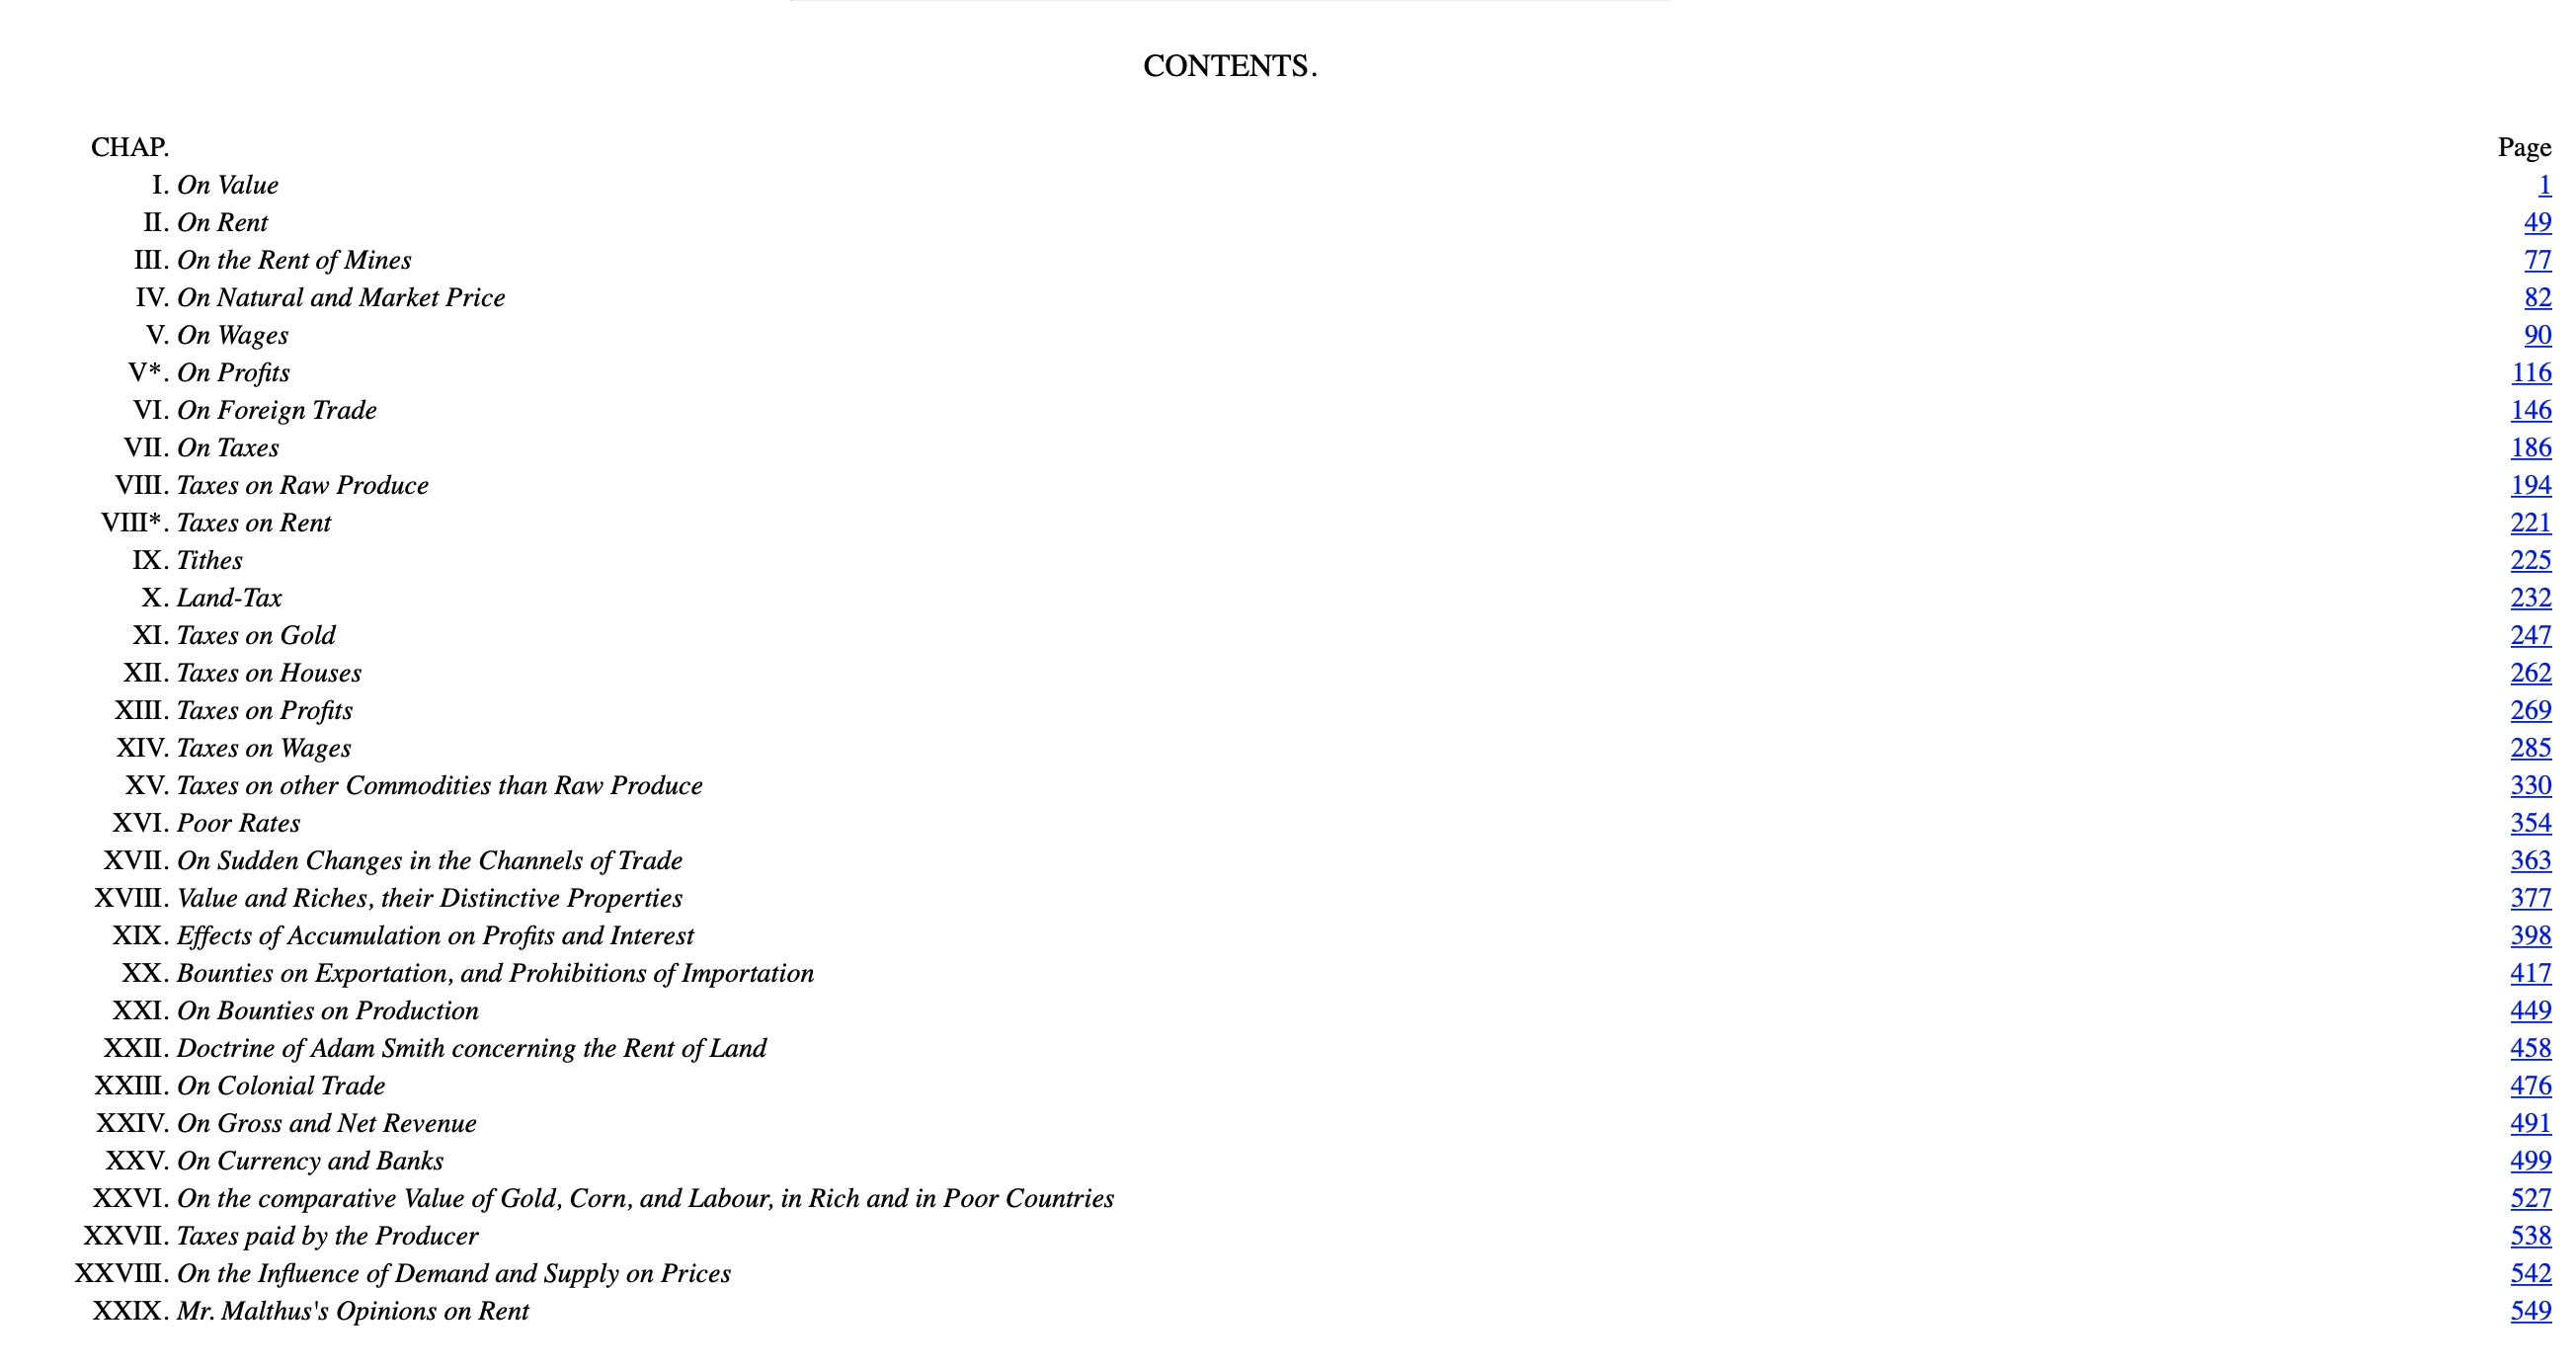 CONTENTS.
CHAP. Page
I. On Value 1
II. On Rent 49
III. On the Rent of Mines 77
IV. On Natural and Market Price 82
V. On Wages 90
V*. On Profits 116
VI. On Foreign Trade 146
VII. On Taxes 186
VIII. Taxes on Raw Produce 194
VIII*. Taxes on Rent 221
IX. Tithes 225
X. Land-Tax 232
XI. Taxes on Gold 247
XII. Taxes on Houses 262
XIII. Taxes on Profits 269
XIV. Taxes on Wages 285
XV. Taxes on other Commodities than Raw Produce 330
XVI. Poor Rates 354
XVII. On Sudden Changes in the Channels of Trade 363
XVIII. Value and Riches, their Distinctive Properties 377
XIX. Effects of Accumulation on Profits and Interest 398
XX. Bounties on Exportation, and Prohibitions of Importation 417
XXI. On Bounties on Production 449
XXII. Doctrine of Adam Smith concerning the Rent of Land 458
XXIII. On Colonial Trade 476
XXIV. On Gross and Net Revenue 491
XXV. On Currency and Banks 499
XXVI. On the comparative Value of Gold, Corn, and Labour, in Rich and in Poor Countries 527
XXVII. Taxes paid by the Producer 538
XXVIII. On the Influence of Demand and Supply on Prices 542
XXIX. Mr. Malthus's Opinions on Rent 549